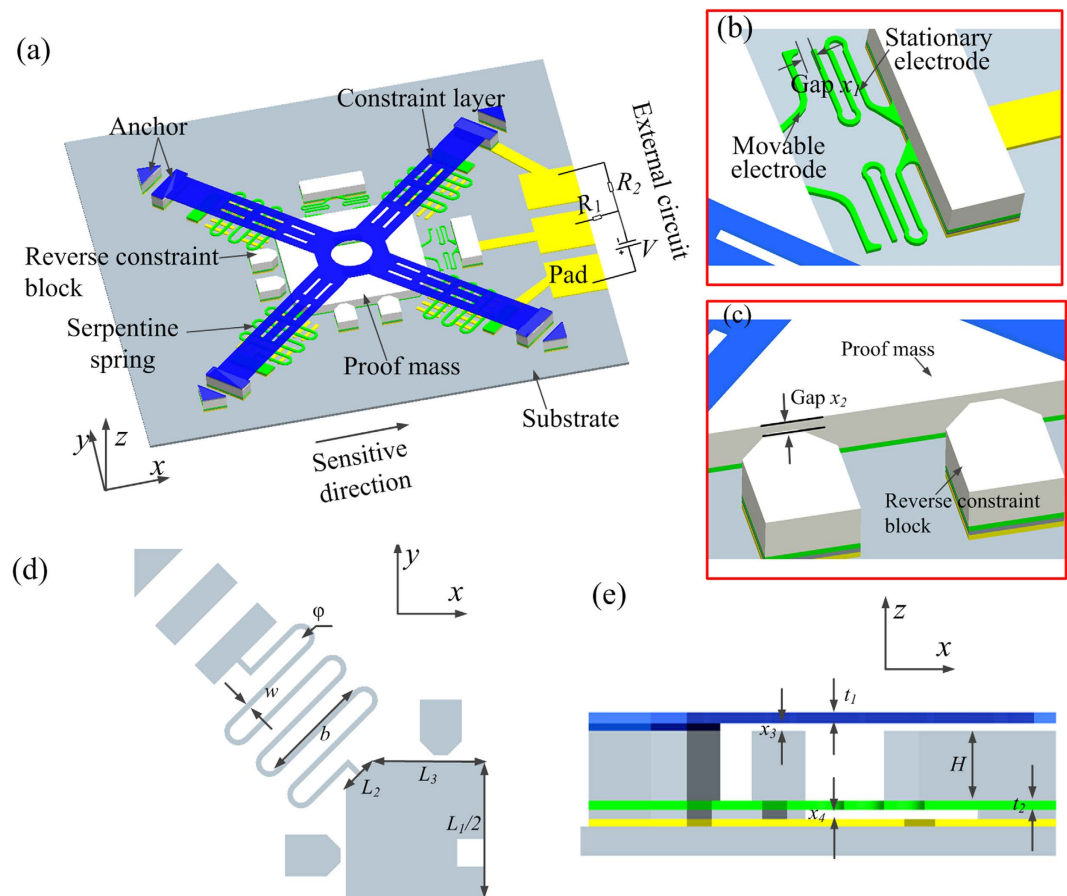 (a)
Constraint layer
Anchor
External circuit
R2
R1
V
Pad
Reverse constraint
block
Serpentine
spring
Proof mass
Substrate
Sensitive
direction
y
z
x
(b)
Stationary
electrode
Gap x1
Movable
electrode
(c)
Proof mass
Gap x2
Reverse constraint
block
(d)
y
x
φ
w
b
L2
L3
L1/2
(e)
z
x
t1
x3
H
t2
x4